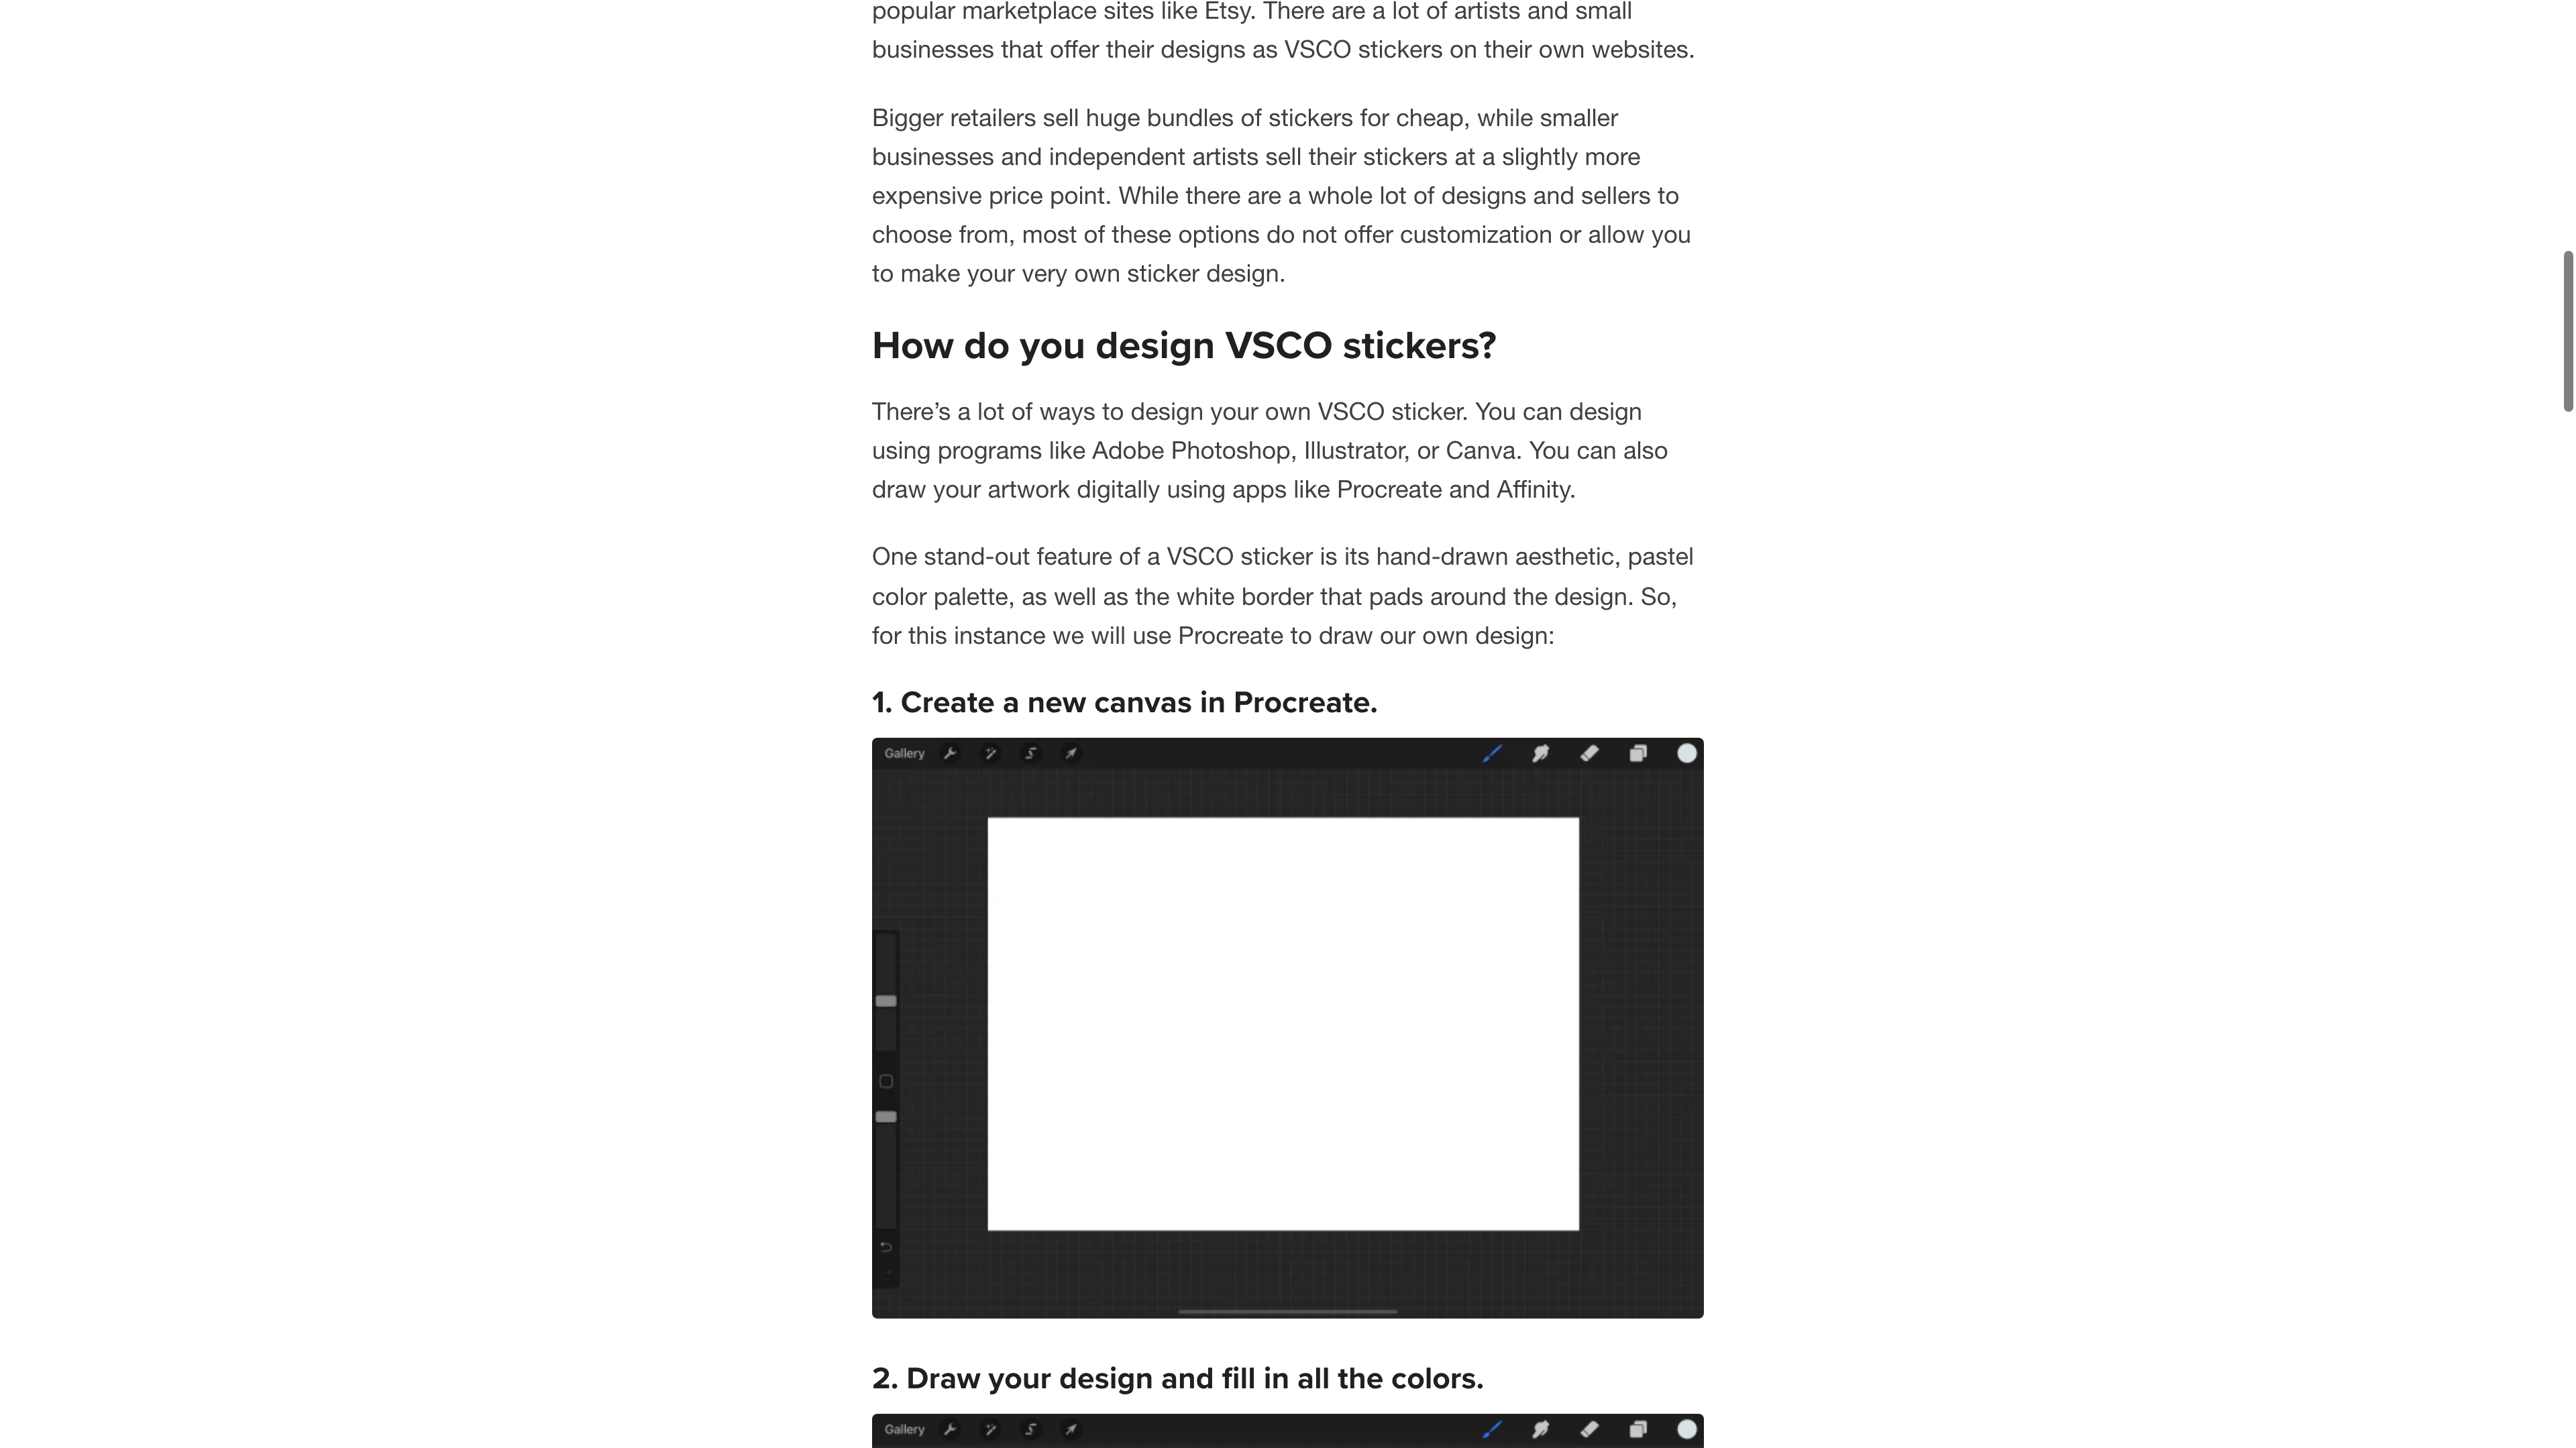 popular marketplace sites like Etsy. There are a lot of artists and small
businesses that offer their designs as VSCO stickers on their own websites.
Bigger retailers sell huge bundles of stickers for cheap, while smaller
businesses and independent artists sell their stickers at a slightly more
expensive price point. While there are a whole lot of designs and sellers to
choose from, most of these options do not offer customization or allow you
to make your very own sticker design.
How do you design VSCO stickers?
There’s a lot of ways to design your own VSCO sticker. You can design
using programs like Adobe Photoshop, Illustrator, or Canva. You can also
draw your artwork digitally using apps like Procreate and Affinity.
One stand-out feature of a VSCO sticker is its hand-drawn aesthetic, pastel
color palette, as well as the white border that pads around the design. So,
for this instance we will use Procreate to draw our own design:
1. Create a new canvas in Procreate.
Gallery
2. Draw your design and fill in all the colors.
Gallery